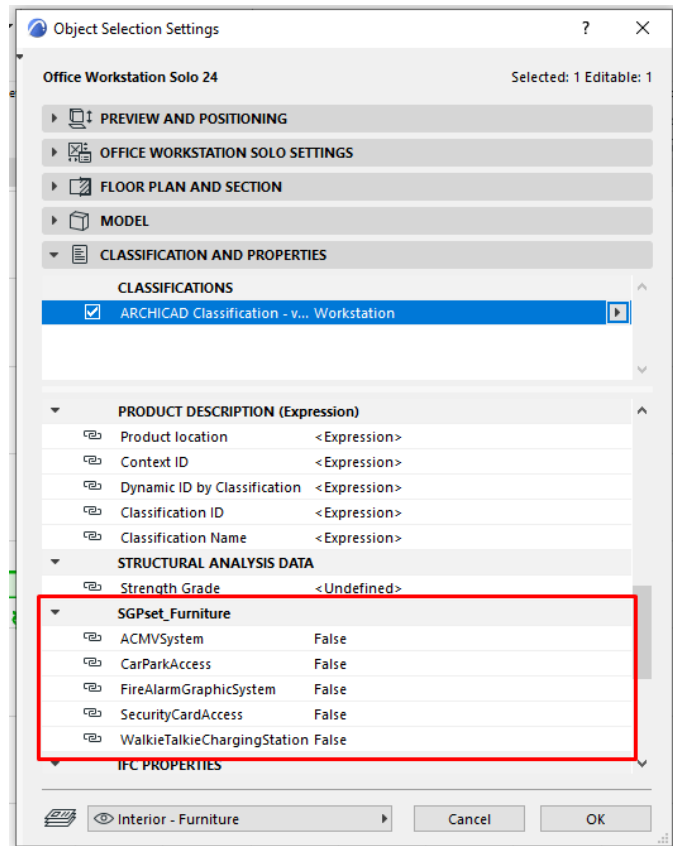 Object Selection Settings ? ×
Office Workstation Solo 24 Selected: 1 Editable: 1
PREVIEW AND POSITIONING
OFFICE WORKSTATION SOLO SETTINGS
FLOOR PLAN AND SECTION
MODEL
CLASSIFICATION AND PROPERTIES
CLASSIFICATIONS
ARCHICAD Classification - v... Workstation
PRODUCT DESCRIPTION (Expression)
Product location <Expression>
Context ID <Expression>
Dynamic ID by Classification <Expression>
Classification ID <Expression>
Classification Name <Expression>
STRUCTURAL ANALYSIS DATA
Strength Grade <Undefined>
SGPset_Furniture
ACMVSystem False
CarParkAccess False
FireAlarmGraphicSystem False
SecurityCardAccess False
WalkieTalkieChargingStation False
IFC PROPERTIES
Interior - Furniture Cancel OK